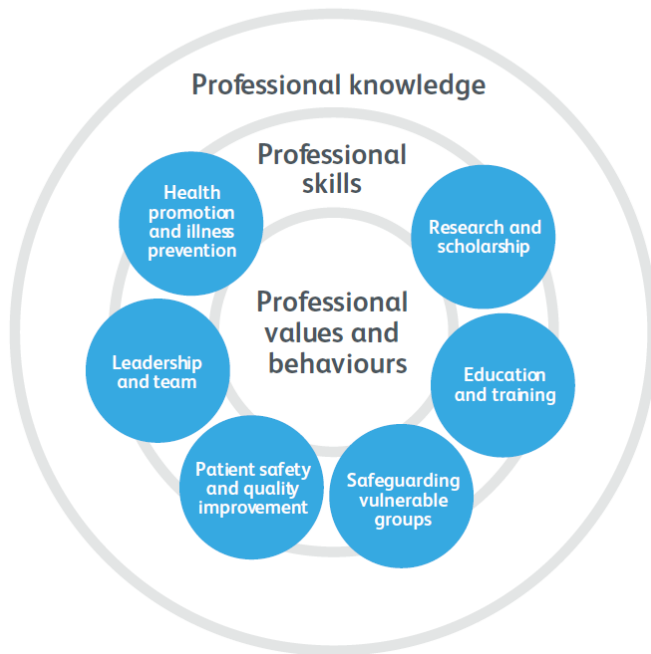 Professional knowledge
Professional
skills
Health
promotion
and illness
prevention
Research and
scholarship
Professional
values and
behaviours
Leadership
and team
Education
and training
Patient safety
and quality
improvement
Safeguarding
vulnerable
groups